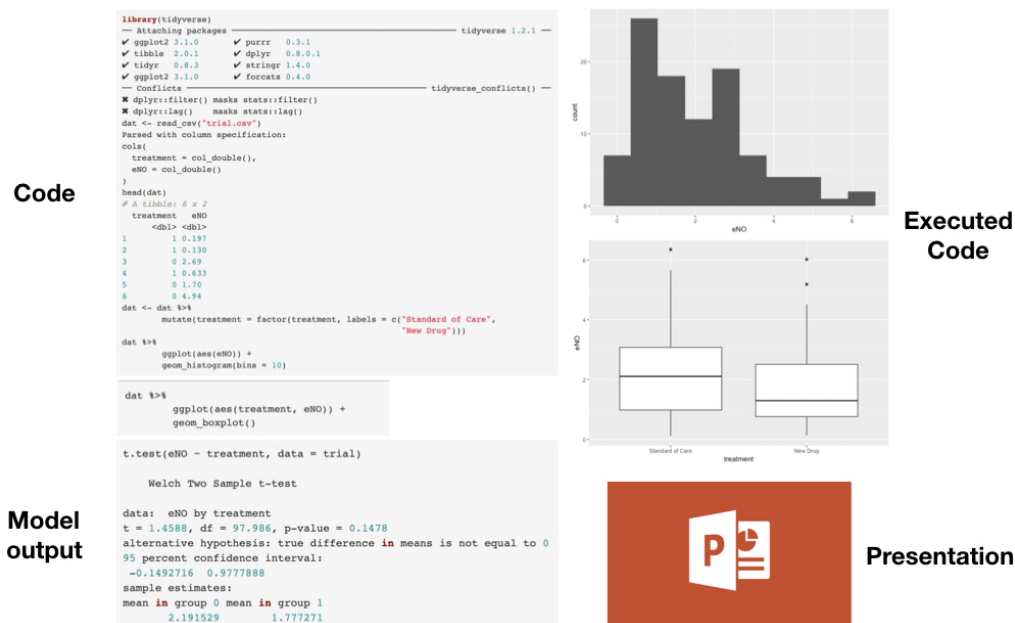 Code
library(tidyverse)
── Attaching packages ── tidyverse 1.2.1 ──
✔ ggplot2 3.1.0 ✔ purrr 0.3.1
✔ tibble 2.0.1 ✔ dplyr 0.8.0.1
✔ tidyr 0.8.3 ✔ stringr 1.4.0
✔ ggplot2 3.1.0 ✔ forcats 0.4.0
── Conflicts ── tidyverse_conflicts() ──
✖ dplyr::filter() masks stats::filter()
✖ dplyr::lag() masks stats::lag()
dat <- read_csv("trial.csv")
Parsed with column specification:
cols(
  treatment = col_double(),
  eNO = col_double()
)
head(dat)
# A tibble: 6 x 2
  treatment eNO
  <dbl> <dbl>
1 1 0.197
2 1 0.130
3 0 2.69
4 1 0.633
5 0 1.70
6 0 4.94
dat <- dat %>%
        mutate(treatment = factor(treatment, labels = c("Standard of Care",
                                                        "New Drug")))
dat %>%
        ggplot(aes(eNO)) +
        geom_histogram(bins = 10)
dat %>%
        ggplot(aes(treatment, eNO)) +
        geom_boxplot()
Model
output
t.test(eNO ~ treatment, data = trial)
    Welch Two Sample t-test
data:  eNO by treatment
t = 1.4588, df = 97.986, p-value = 0.1478
alternative hypothesis: true difference in means is not equal to 0
95 percent confidence interval:
 -0.1492716  0.9777888
sample estimates:
mean in group 0 mean in group 1
       2.191529        1.777271
count
20
10
0
0 2 4 6
eNO
Executed
Code
eNO
6
4
2
0
Standard of Care New Drug
treatment
P
Presentation